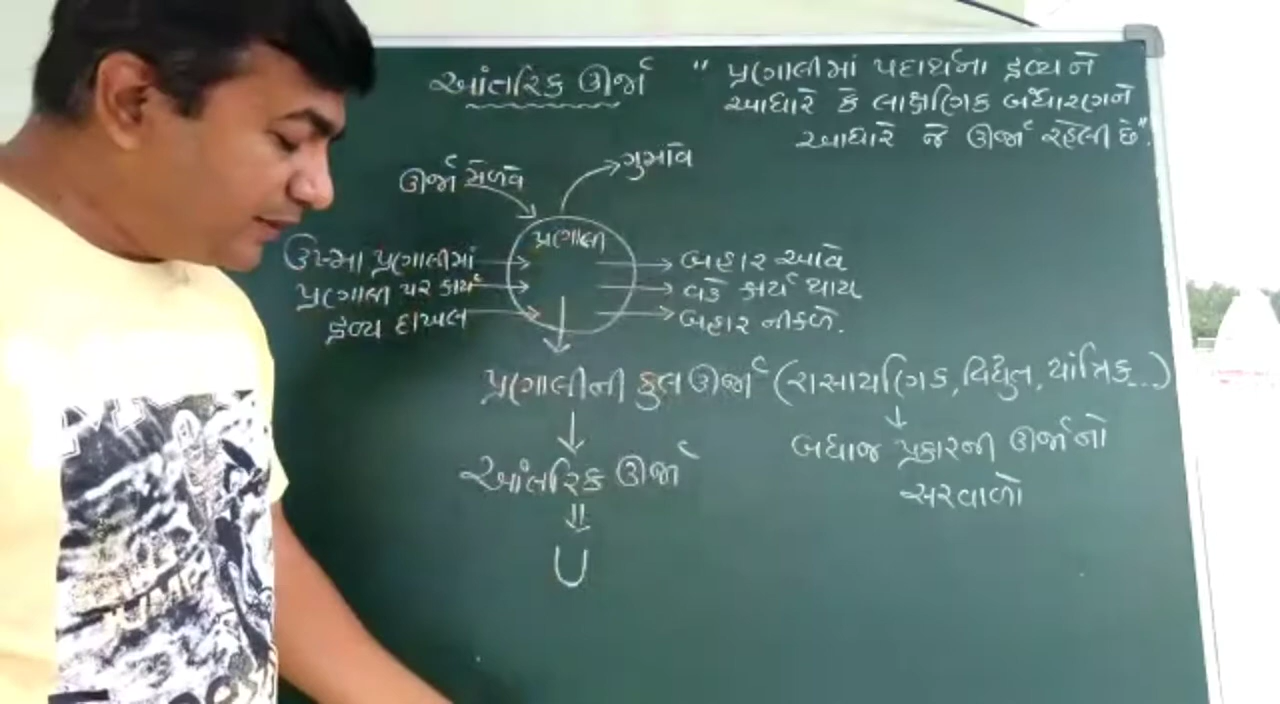 આંતરિક ઊર્જા
" પ્રણાલીમાં પદાર્થના દ્રવ્ય ને
આધારે કે લાક્ષણિક બંધારણને
આધારે જે ઊર્જા રહેલી છે".
ઊર્જા મેળવે
ગુમાવે
પ્રણાલી
ઉષ્મા પ્રણાલીમાં
બહાર આવે
પ્રણાલી પર કાર્ય
વડે કાર્ય થાય
દ્રવ્ય દાખલ
બહાર નીકળે.
પ્રણાલીની કુલ ઊર્જા (રાસાયણિક, વિદ્યુત, યાંત્રિક...)
બધાજ પ્રકારની ઊર્જાનો
સરવાળો
આંતરિક ઊર્જા
U